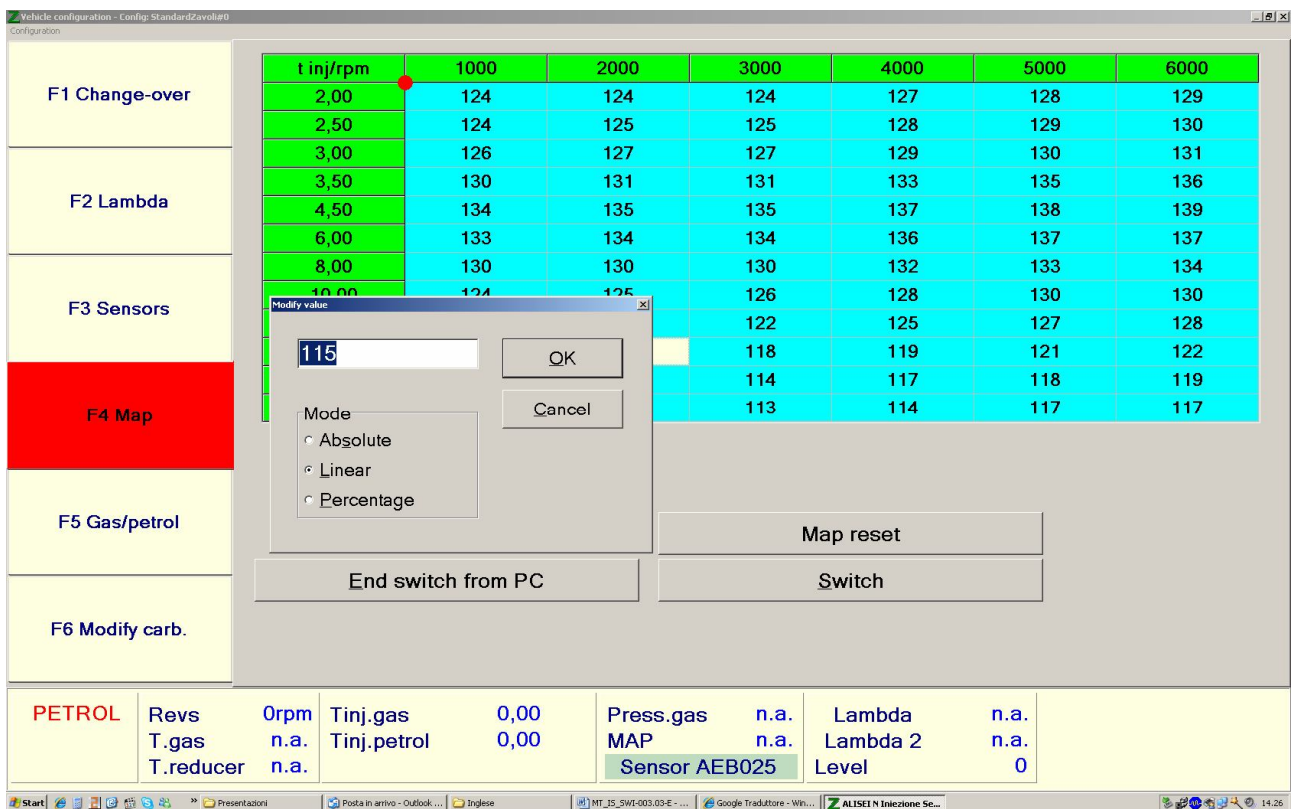 Vehicle configuration - Config: StandardZavoli#0
Configuration
F1 Change-over
F2 Lambda
F3 Sensors
F4 Map
F5 Gas/petrol
F6 Modify carb.
t inj/rpm 1000 2000 3000 4000 5000 6000
2,00 124 124 124 127 128 129
2,50 124 125 125 128 129 130
3,00 126 127 127 129 130 131
3,50 130 131 131 133 135 136
4,50 134 135 135 137 138 139
6,00 133 134 134 136 137 137
8,00 130 130 130 132 133 134
10,00 124 125 126 128 130 130
122 125 127 128
118 119 121 122
114 117 118 119
113 114 117 117
Modify value
115
OK
Cancel
Mode
Absolute
Linear
Percentage
Map reset
End switch from PC Switch
PETROL Revs 0rpm Tinj.gas 0,00 Press.gas n.a. Lambda n.a.
T.gas n.a. Tinj.petrol 0,00 MAP n.a. Lambda 2 n.a.
T.reducer n.a. Sensor AEB025 Level 0
Start Presentazioni Posta in arrivo - Outlook ... Inglese MT_IS_SWI-003.03-E - ... Google Traduttore - Win... ALISEI N Iniezione Se... 14.26